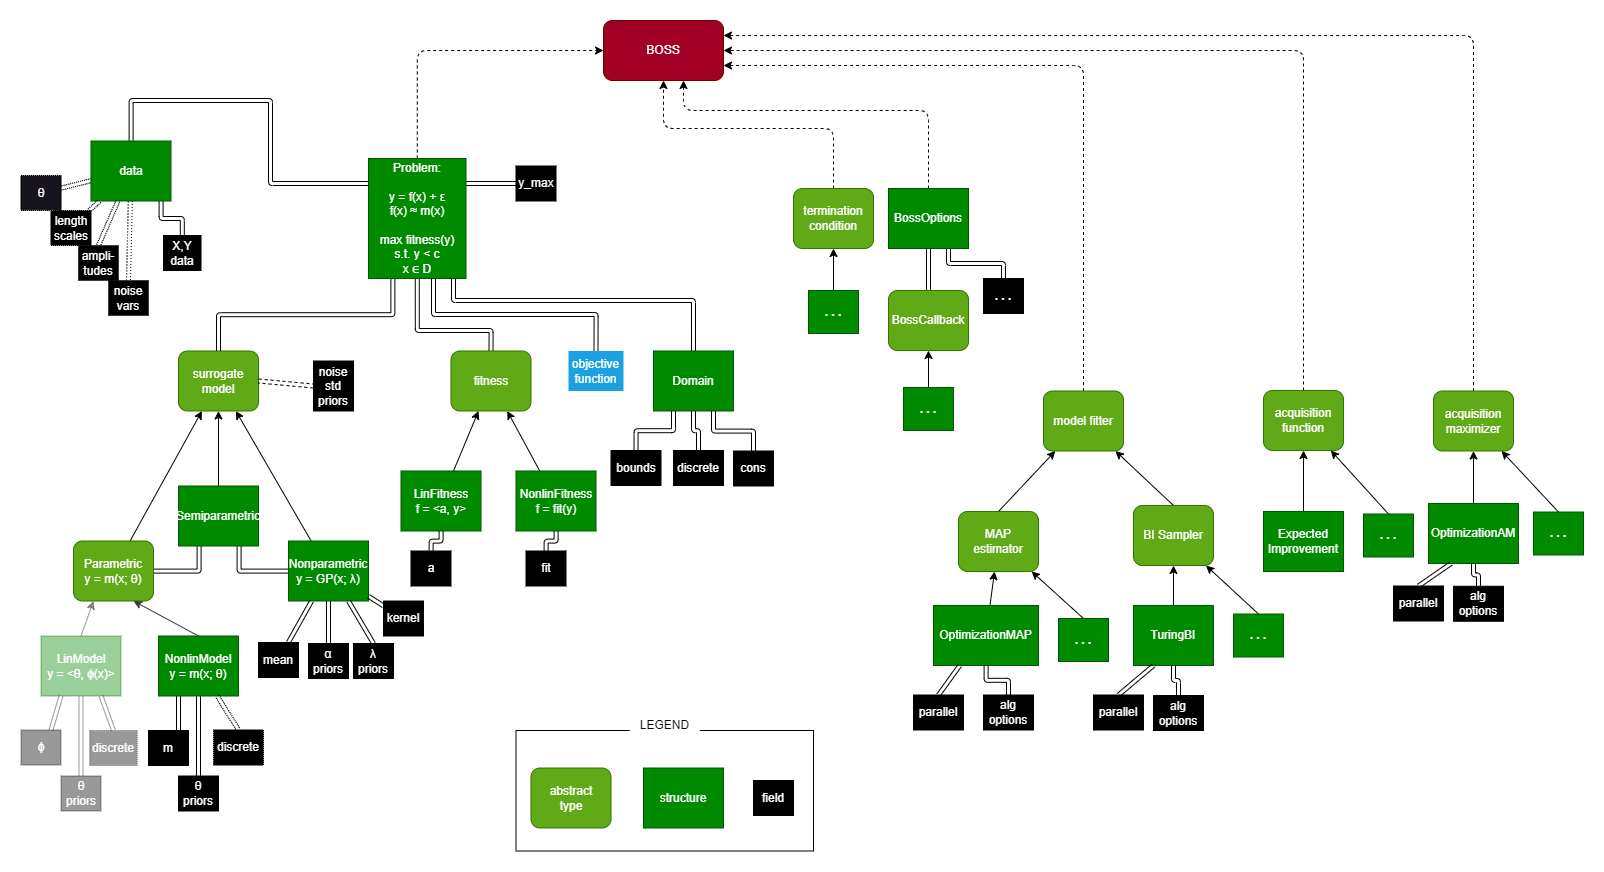 BOSS
data
θ
length
scales
ampli-
tudes
noise
vars
X,Y
data
Problem:
y = f(x) + ε
f(x) ≈ m(x)
max fitness(y)
s.t. y < c
x ∈ D
y_max
termination
condition
. . .
BossOptions
BossCallback
. . .
. . .
surrogate
model
noise
std
priors
fitness
objective
function
Domain
bounds
discrete
cons
LinFitness
f = <a, y>
a
NonlinFitness
f = fit(y)
fit
Semiparametric
Parametric
y = m(x; θ)
Nonparametric
y = GP(x; λ)
kernel
mean
α
priors
λ
priors
LinModel
y = <θ, ϕ(x)>
ϕ
θ
priors
discrete
NonlinModel
y = m(x; θ)
m
θ
priors
discrete
model fitter
MAP
estimator
BI Sampler
OptimizationMAP
. . .
parallel
alg
options
TuringBI
. . .
parallel
alg
options
acquisition
function
Expected
Improvement
. . .
acquisition
maximizer
OptimizationAM
. . .
parallel
alg
options
LEGEND
abstract
type
structure
field